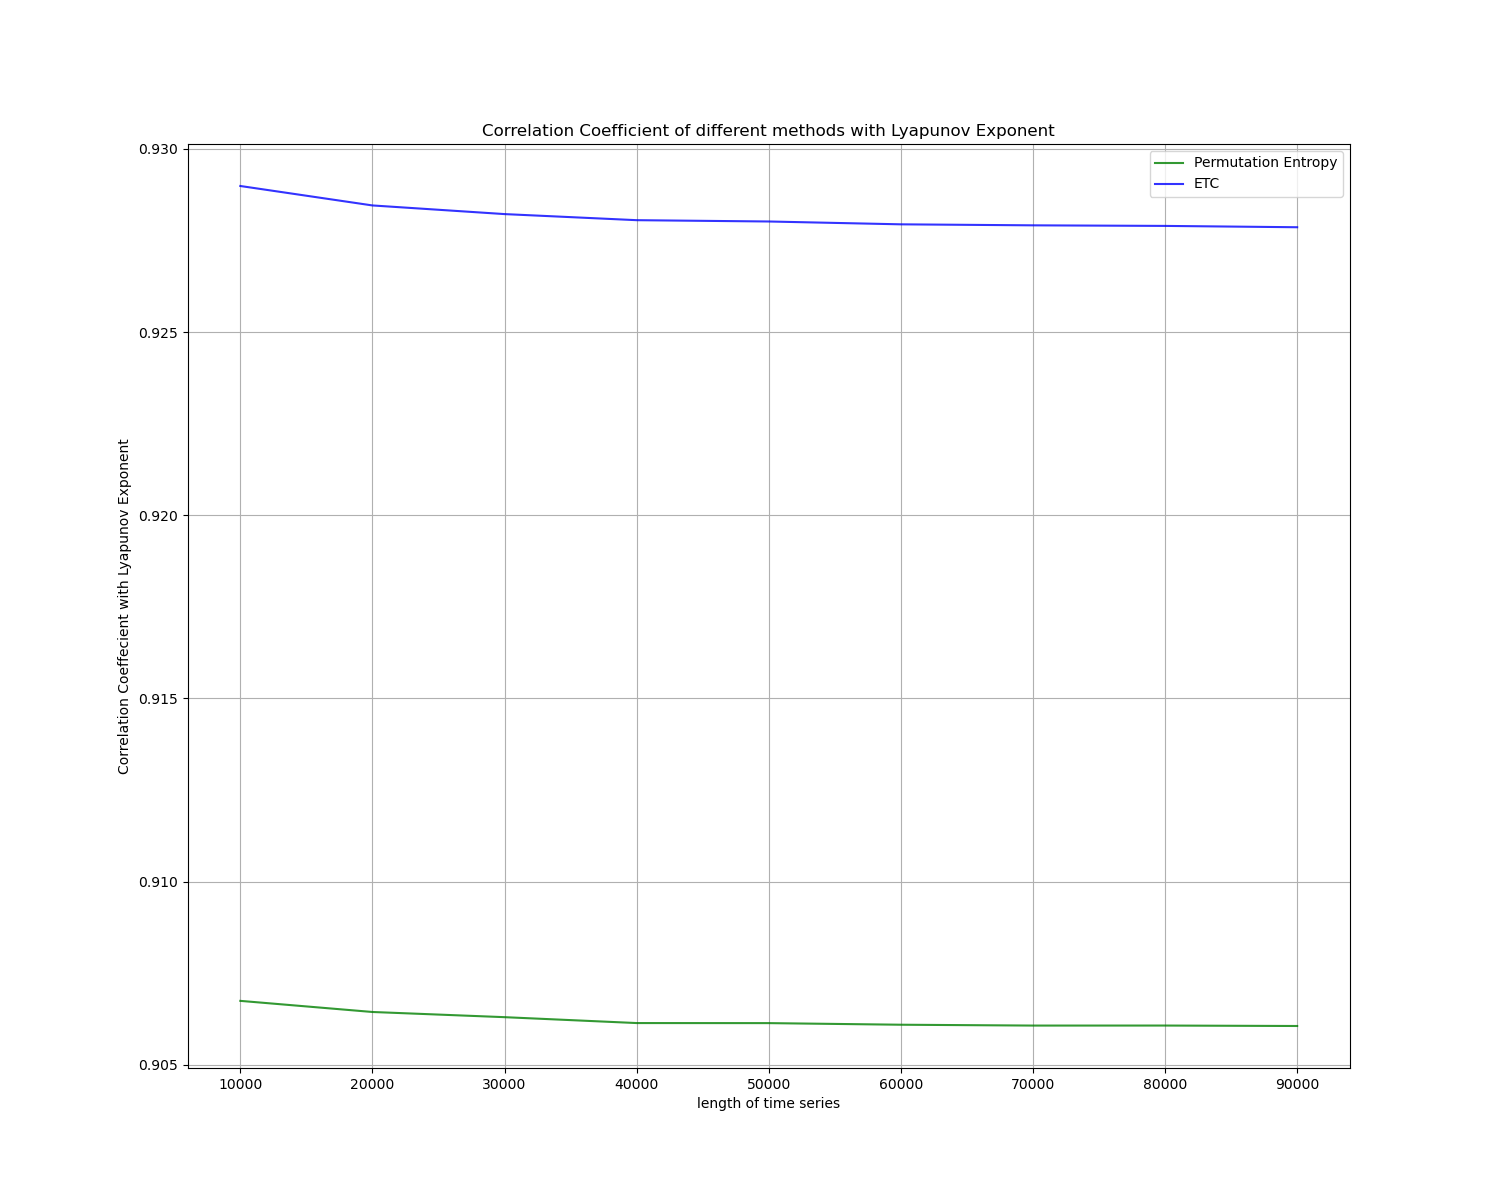 Correlation Coefficient of different methods with Lyapunov Exponent
Permutation Entropy
ETC
Correlation Coeffecient with Lyapunov Exponent
0.930
0.925
0.920
0.915
0.910
0.905
10000 20000 30000 40000 50000 60000 70000 80000 90000
length of time series